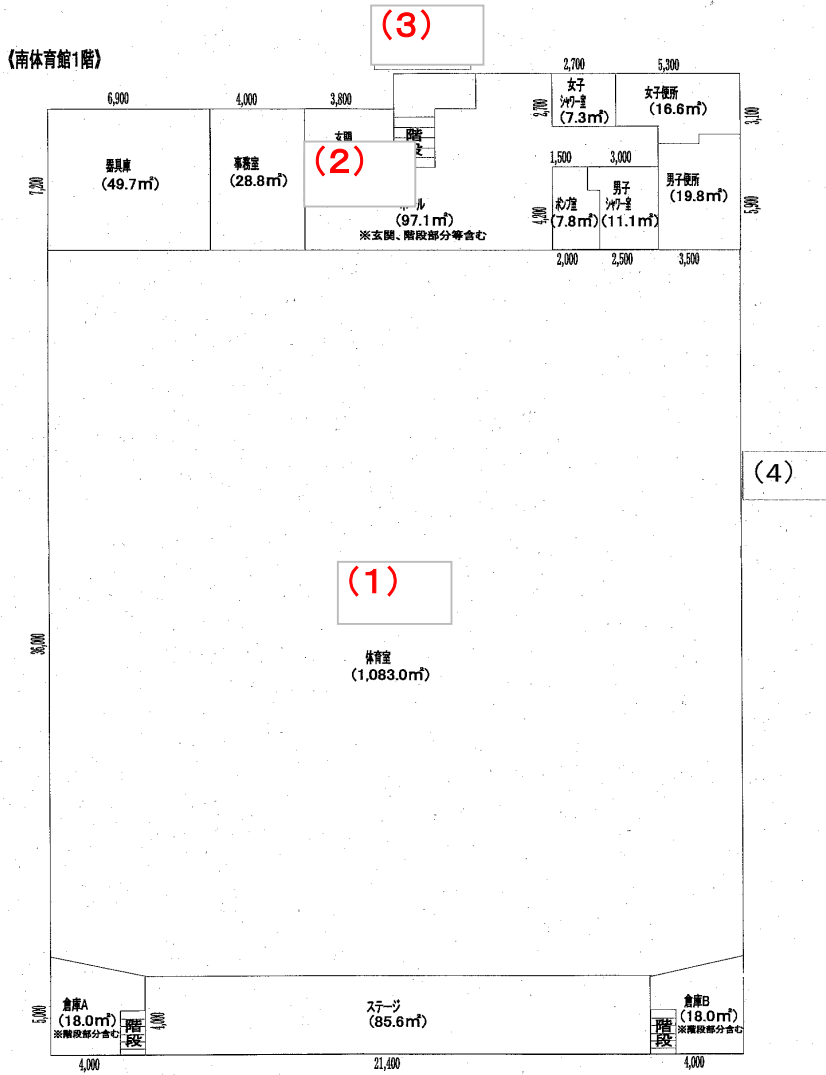 （3）
《南体育館1階》
2,700
5,300
6,900
4,000
3,800
女子
ｼｬﾜｰ室
（7.3㎡）
女子便所
（16.6㎡）
2,700
3,100
階
段
玄関
（2）
器具庫
（49.7㎡）
事務室
（28.8㎡）
7,200
1,500
3,000
男子便所
（19.8㎡）
男子
ｼｬﾜｰ室
（11.1㎡）
ﾎﾟﾝﾌﾟ室
（7.8㎡）
4,200
5,900
ホール
（97.1㎡）
※玄関、階段部分等含む
2,000
2,500
3,500
（4）
（1）
36,000
体育室
（1,083.0㎡）
倉庫A
（18.0㎡）
※階段部分含む
5,000
階
段
4,000
ステージ
（85.6㎡）
倉庫B
（18.0㎡）
※階段部分含む
階
段
4,000
21,400
4,000